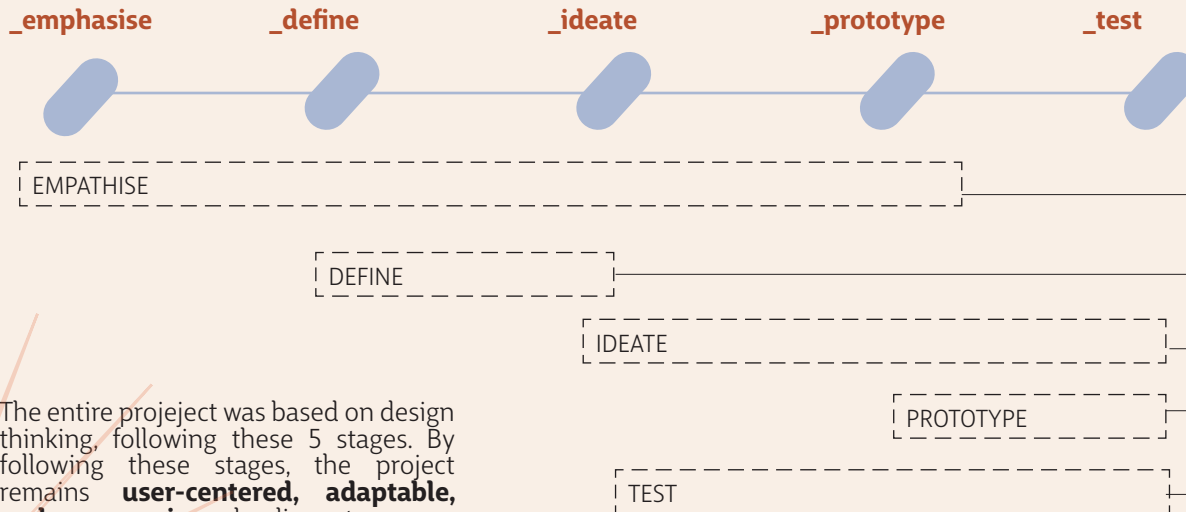 _emphasise _define _ideate _prototype _test
EMPATHISE
DEFINE
IDEATE
PROTOTYPE
TEST
The entire projeject was based on design
thinking, following these 5 stages. By
following these stages, the project
remains user-centered, adaptable,